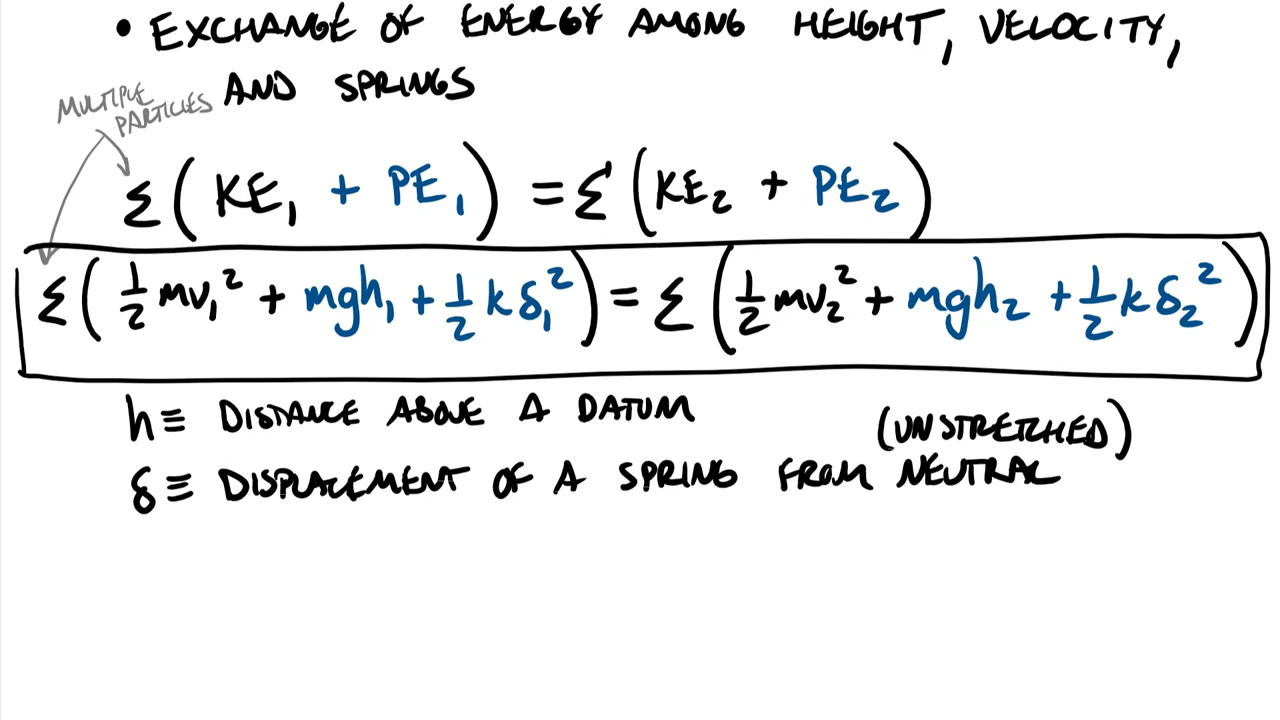 • EXCHANGE OF ENERGY AMONG HEIGHT, VELOCITY,
AND SPRINGS
MULTIPLE
PARTICLES
Σ(KE₁ + PE₁) = Σ(KE₂ + PE₂)
Σ(½mv₁² + mgh₁ + ½kδ₁²) = Σ(½mv₂² + mgh₂ + ½kδ₂²)
h ≡ DISTANCE ABOVE A DATUM
(UNSTRETCHED)
δ ≡ DISPLACEMENT OF A SPRING FROM NEUTRAL